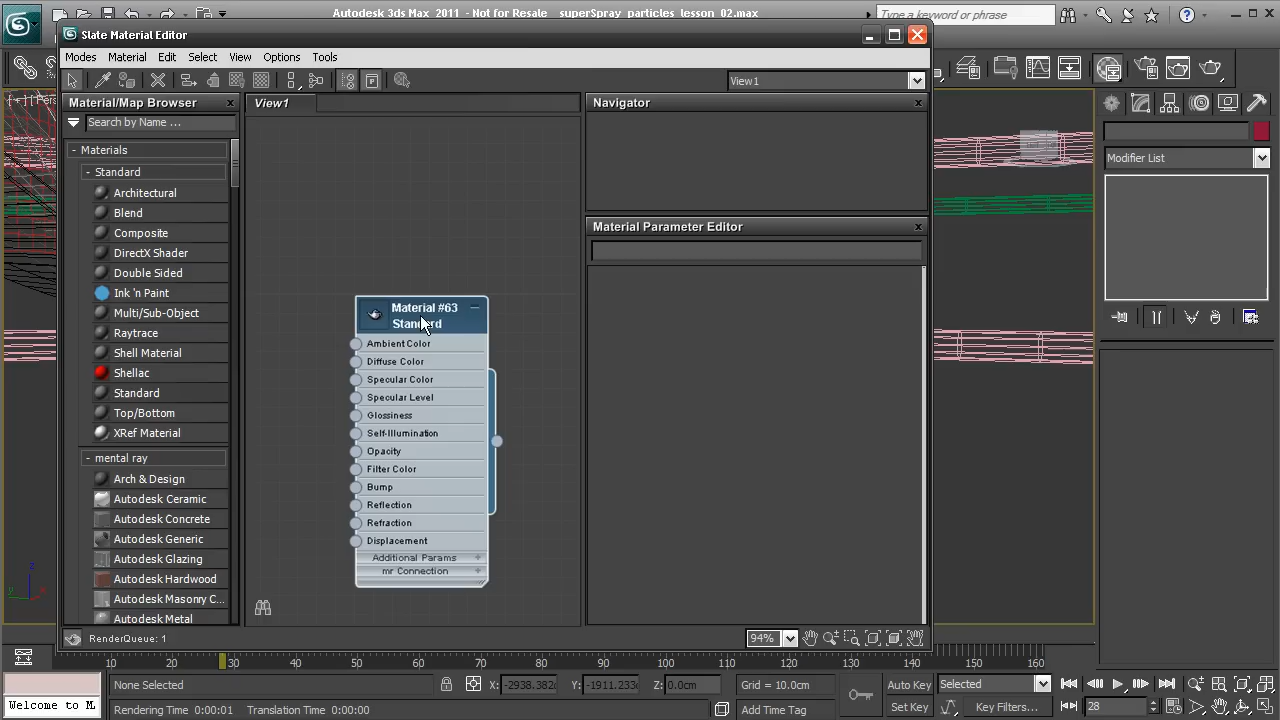 Autodesk 3ds Max 2011 - Not for Resale superSpray_particles_lesson_02.max
Type a keyword or phrase
Slate Material Editor
Modes Material Edit Select View Options Tools
View1
Material/Map Browser
View1
Navigator
Search by Name ...
Modifier List
- Materials
- Standard
Architectural
Blend
Composite
Material Parameter Editor
DirectX Shader
Double Sided
Ink 'n Paint
Multi/Sub-Object
Raytrace
Shell Material
Shellac
Standard
Top/Bottom
XRef Material
- mental ray
Arch & Design
Autodesk Ceramic
Autodesk Concrete
Autodesk Generic
Autodesk Glazing
Autodesk Hardwood
Autodesk Masonry C...
Autodesk Metal
Material #63
Standard
Ambient Color
Diffuse Color
Specular Color
Specular Level
Glossiness
Self-Illumination
Opacity
Filter Color
Bump
Reflection
Refraction
Displacement
Additional Params +
mr Connection +
z
y
x
RenderQueue: 1
94%
10 20 30 40 50 60 70 80 90 100 110 120 130 140 150 160
None Selected
X: -2938.382c Y: -1911.233c Z: 0.0cm
Grid = 10.0cm
Auto Key
Selected
Welcome to M.
Rendering Time 0:00:01 Translation Time 0:00:00
Add Time Tag
Set Key
Key Filters...
28